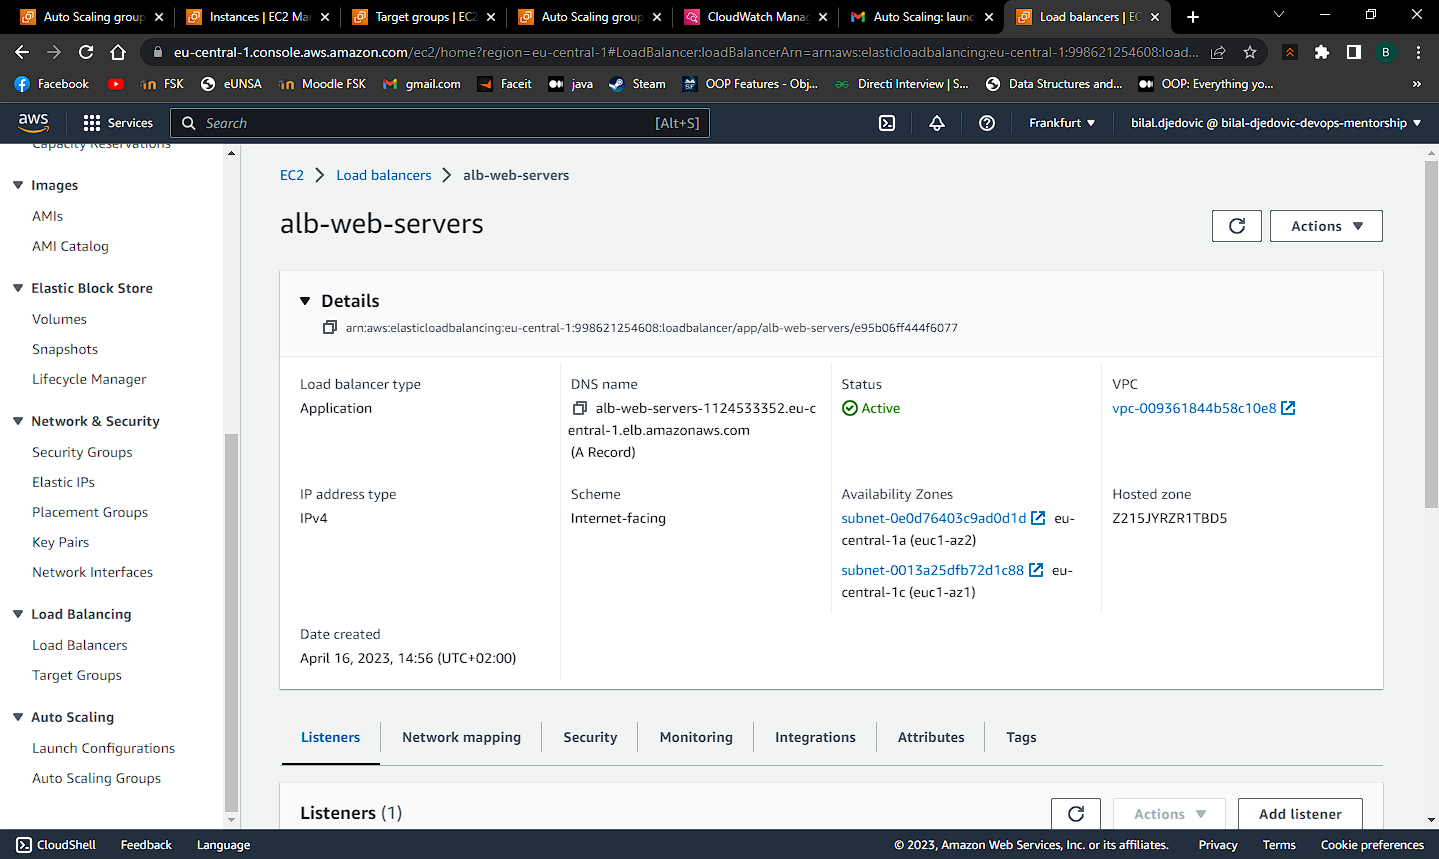 Auto Scaling group
Instances | EC2 Mar
Target groups | EC2
Auto Scaling group
CloudWatch Manag
Auto Scaling: launc
Load balancers | EC
eu-central-1.console.aws.amazon.com/ec2/home?region=eu-central-1#LoadBalancer:loadBalancerArn=arn:aws:elasticloadbalancing:eu-central-1:998621254608:load...
B
Facebook
FSK
eUNSA
Moodle FSK
gmail.com
Faceit
java
Steam
OOP Features - Obj...
Directi Interview | S...
Data Structures and...
OOP: Everything yo...
»
aws
Services
Search
[Alt+S]
Frankfurt
bilal.djedovic @ bilal-djedovic-devops-mentorship
Capacity Reservations
Images
AMIs
AMI Catalog
Elastic Block Store
Volumes
Snapshots
Lifecycle Manager
Network & Security
Security Groups
Elastic IPs
Placement Groups
Key Pairs
Network Interfaces
Load Balancing
Load Balancers
Target Groups
Auto Scaling
Launch Configurations
Auto Scaling Groups
EC2
Load balancers
alb-web-servers
alb-web-servers
Actions
Details
arn:aws:elasticloadbalancing:eu-central-1:998621254608:loadbalancer/app/alb-web-servers/e95b06ff444f6077
Load balancer type
Application
DNS name
alb-web-servers-1124533352.eu-c
entral-1.elb.amazonaws.com
(A Record)
Status
Active
VPC
vpc-009361844b58c10e8
IP address type
IPv4
Scheme
Internet-facing
Availability Zones
subnet-0e0d76403c9ad0d1d eu-
central-1a (euc1-az2)
subnet-0013a25dfb72d1c88 eu-
central-1c (euc1-az1)
Hosted zone
Z215JYRZR1TBD5
Date created
April 16, 2023, 14:56 (UTC+02:00)
Listeners
Network mapping
Security
Monitoring
Integrations
Attributes
Tags
Listeners (1)
Actions
Add listener
CloudShell
Feedback
Language
© 2023, Amazon Web Services, Inc. or its affiliates.
Privacy
Terms
Cookie preferences